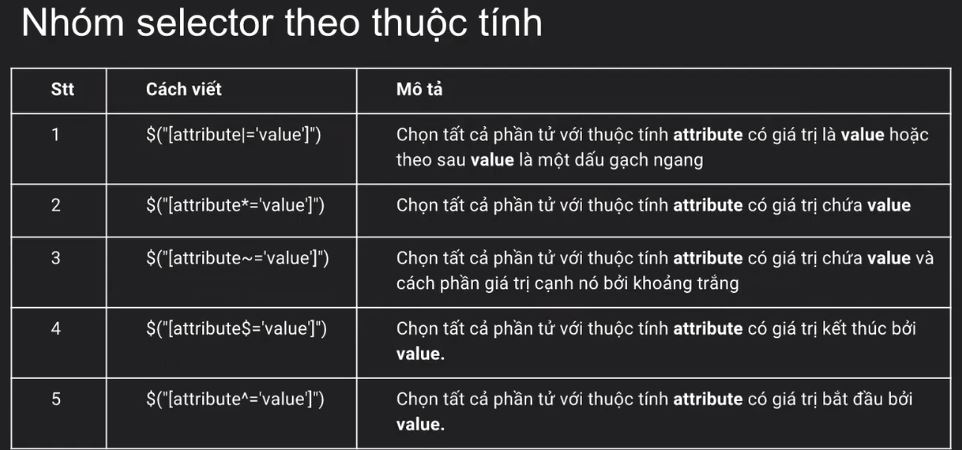 Nhóm selector theo thuộc tính
Stt Cách viết Mô tả
1 $("[attribute|='value']") Chọn tất cả phần tử với thuộc tính attribute có giá trị là value hoặc
theo sau value là một dấu gạch ngang
2 $("[attribute*='value']") Chọn tất cả phần tử với thuộc tính attribute có giá trị chứa value
3 $("[attribute~='value']") Chọn tất cả phần tử với thuộc tính attribute có giá trị chứa value và
cách phần giá trị cạnh nó bởi khoảng trắng
4 $("[attribute$='value']") Chọn tất cả phần tử với thuộc tính attribute có giá trị kết thúc bởi
value.
5 $("[attribute^='value']") Chọn tất cả phần tử với thuộc tính attribute có giá trị bắt đầu bởi
value.